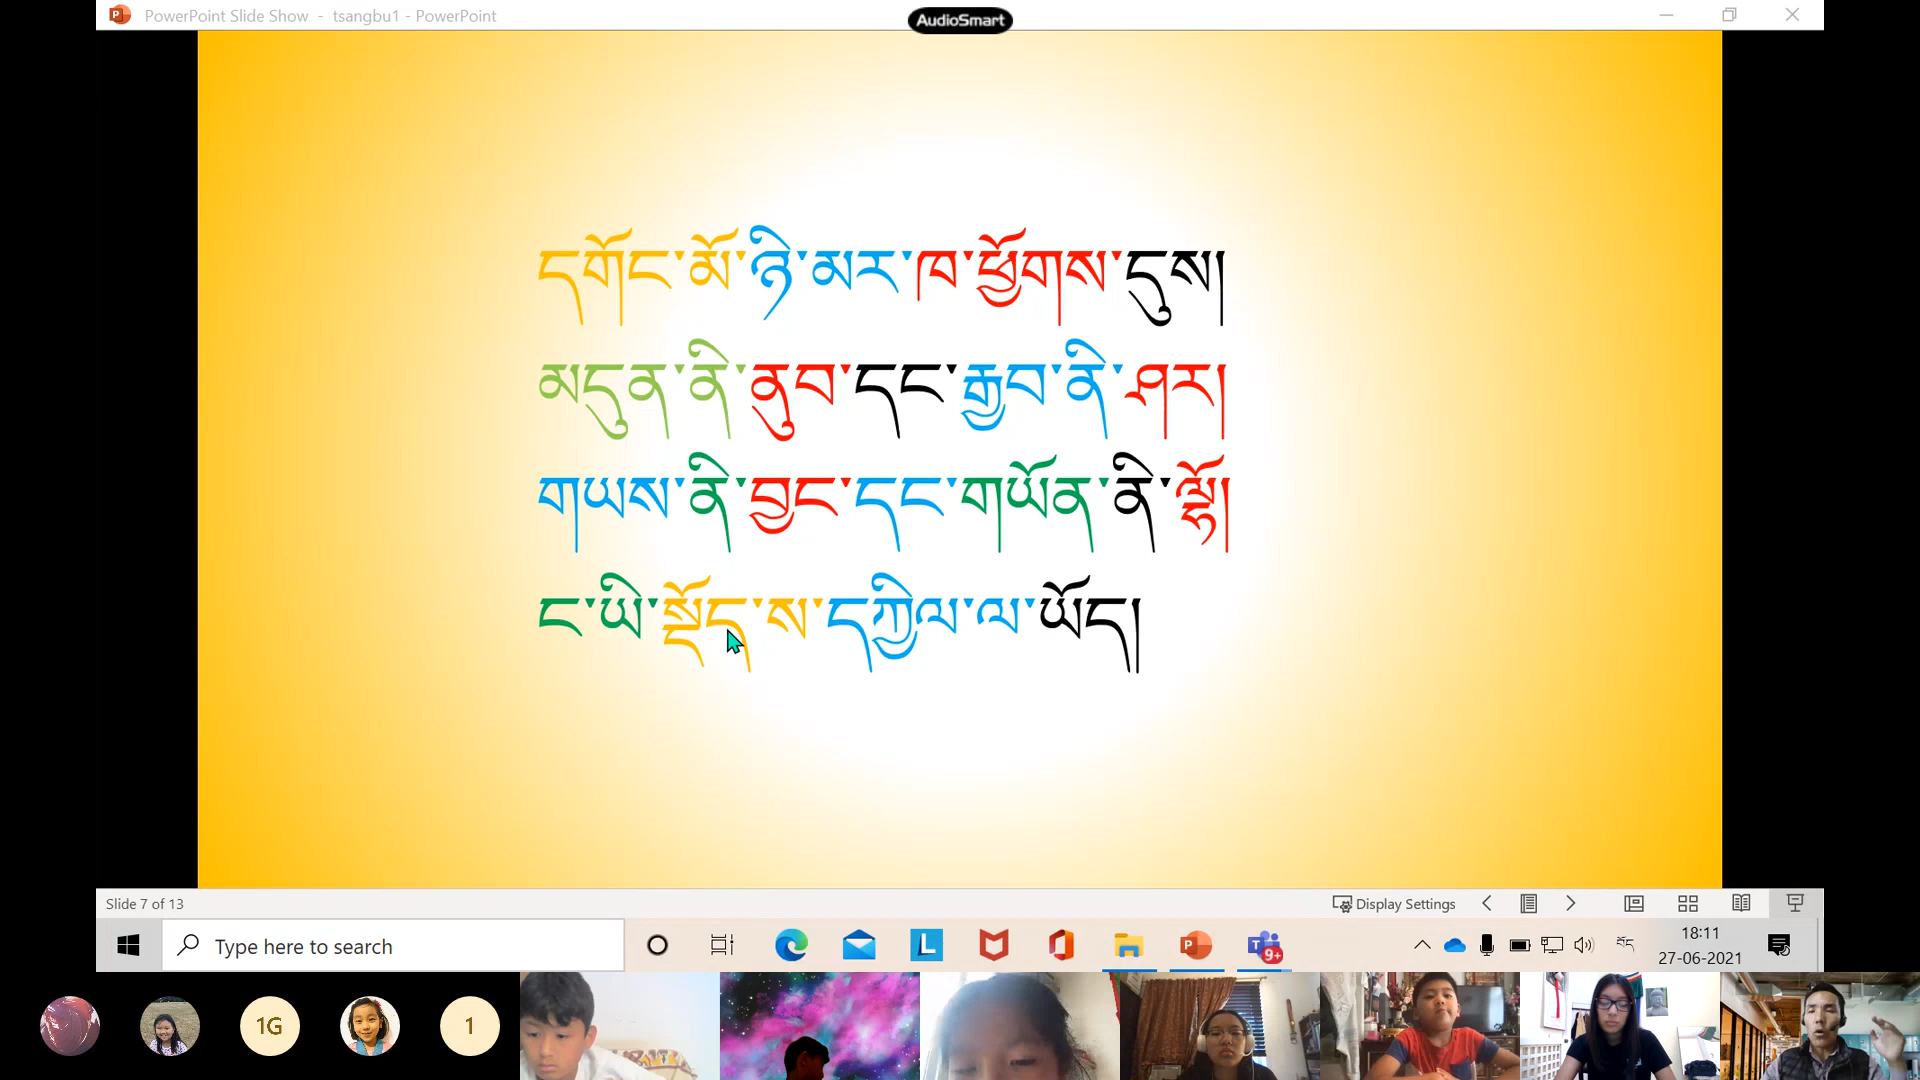 PowerPoint Slide Show - tsangbu1 - PowerPoint
AudioSmart
དགོང་མོ་ཉི་མར་ཁ་ཕྱོགས་དུས།
མདུན་ནི་ནུབ་དང་རྒྱབ་ནི་ཤར།
གཡས་ནི་བྱང་དང་གཡོན་ནི་ལྷོ།
ང་ཡི་སྡོད་ས་དཀྱིལ་ལ་ཡོད།
Slide 7 of 13
Display Settings
Type here to search
L
P
T
9+
བོད
18:11
27-06-2021
1G
1